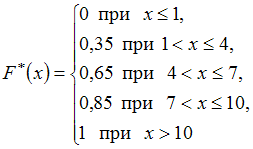 0 при x ≤ 1,
0,35 при 1 < x ≤ 4,
F*(x) = 0,65 при 4 < x ≤ 7,
0,85 при 7 < x ≤ 10,
1 при x > 10